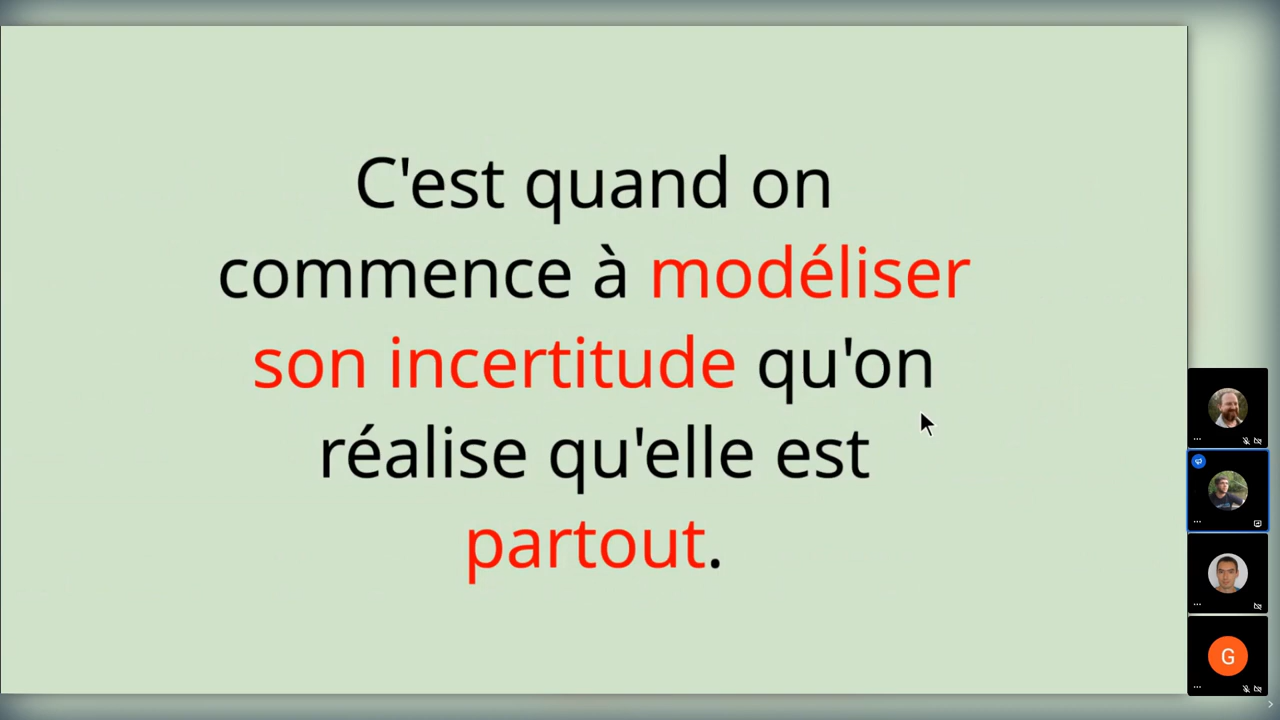 C'est quand on
commence à modéliser
son incertitude qu'on
réalise qu'elle est
partout.
G